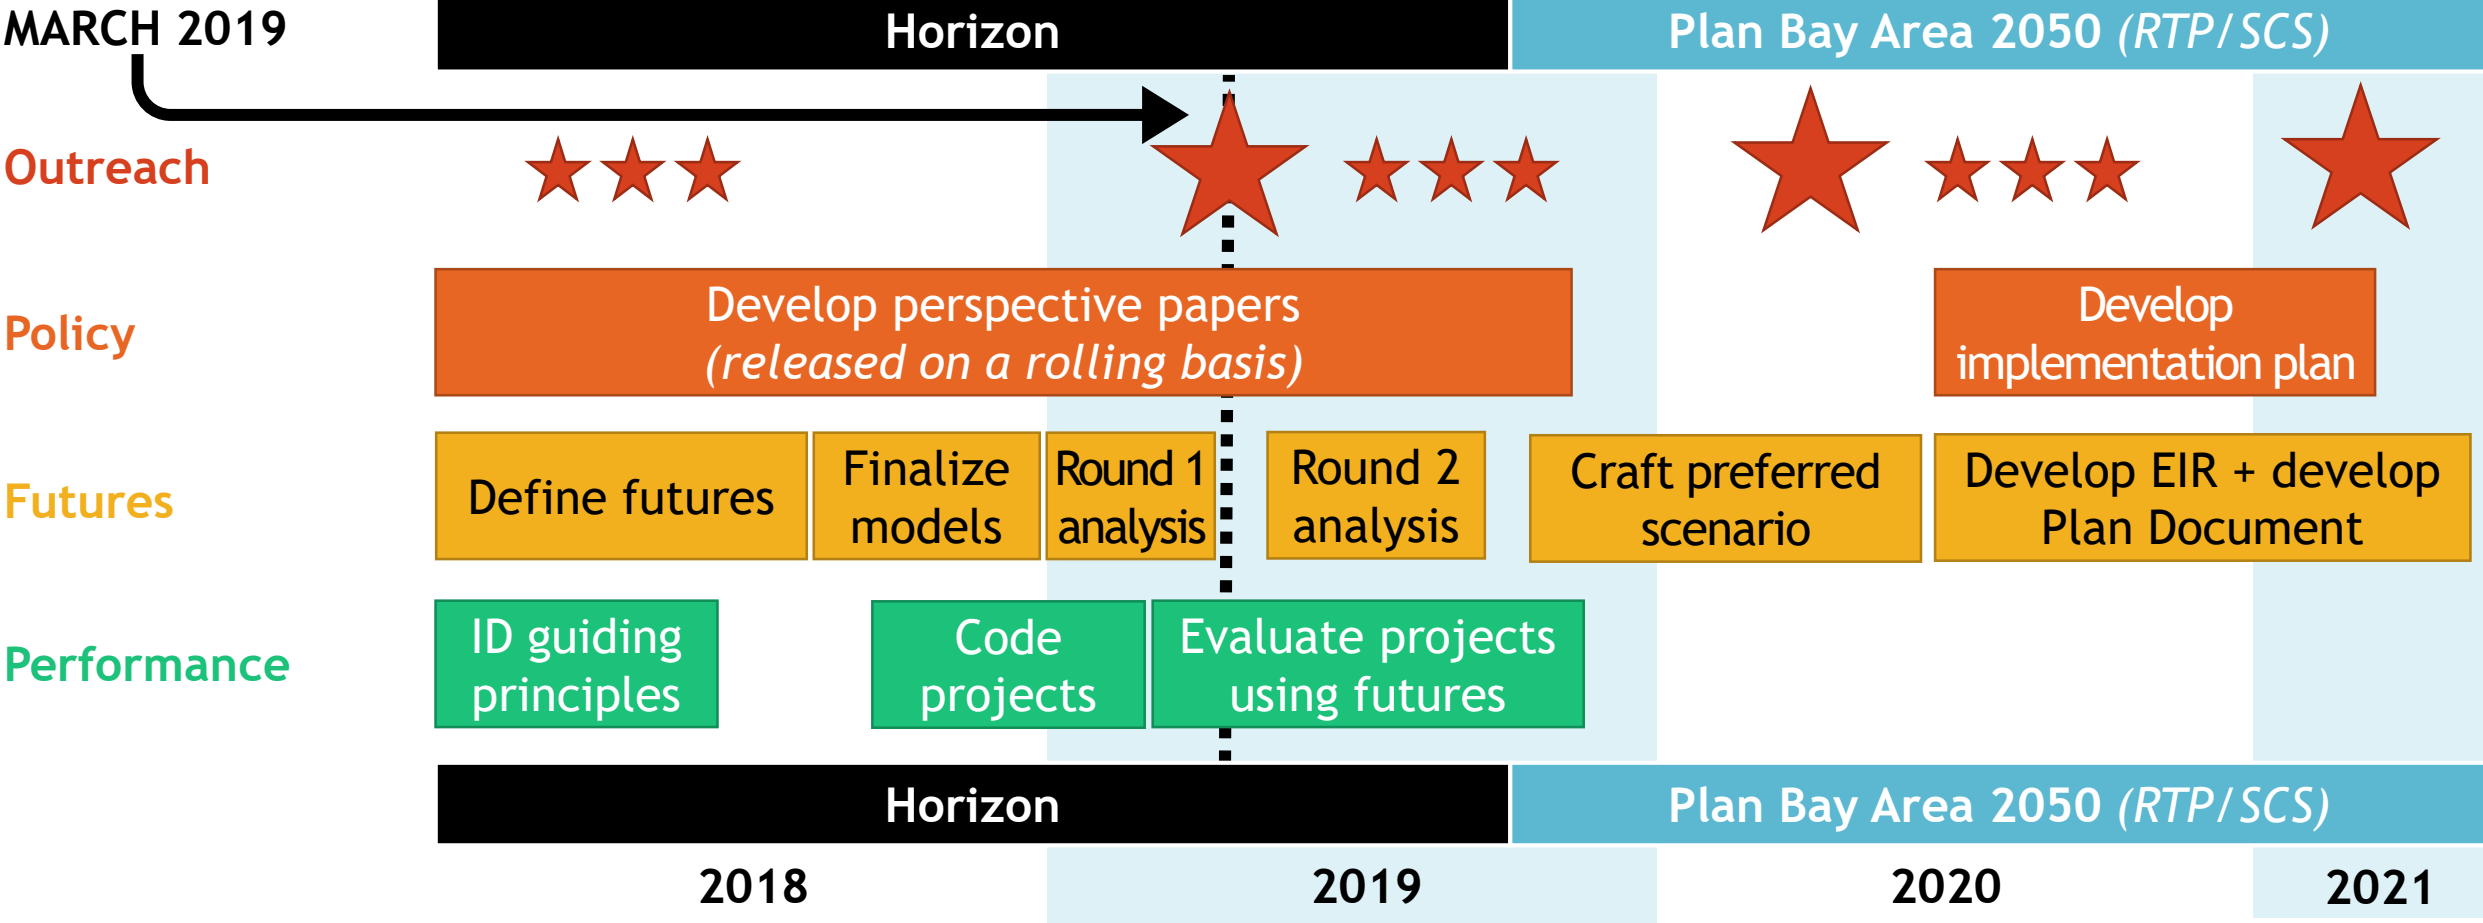 MARCH 2019
Horizon
Plan Bay Area 2050 (RTP/SCS)
Outreach
Policy
Develop perspective papers
(released on a rolling basis)
Develop
implementation plan
Futures
Define futures
Finalize
models
Round 1
analysis
Round 2
analysis
Craft preferred
scenario
Develop EIR + develop
Plan Document
Performance
ID guiding
principles
Code
projects
Evaluate projects
using futures
Horizon
Plan Bay Area 2050 (RTP/SCS)
2018
2019
2020
2021